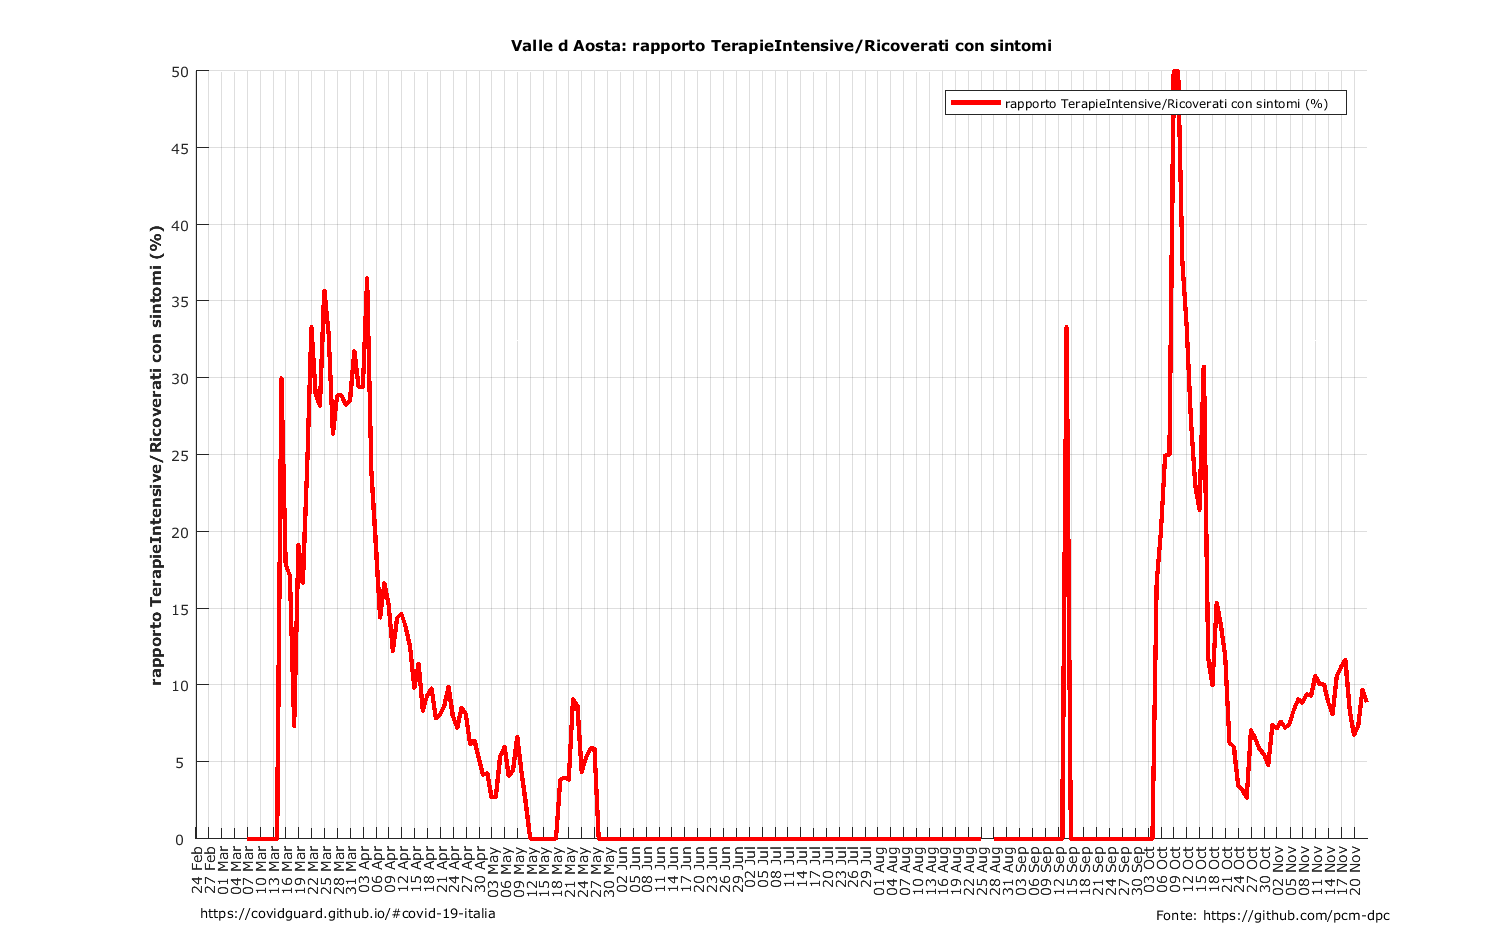 Valle d Aosta: rapporto TerapieIntensive/Ricoverati con sintomi
rapporto TerapieIntensive/Ricoverati con sintomi (%)
rapporto TerapieIntensive/Ricoverati con sintomi (%)
50
45
40
35
30
25
20
15
10
5
0
24 Feb
27 Feb
01 Mar
04 Mar
07 Mar
10 Mar
13 Mar
16 Mar
19 Mar
22 Mar
25 Mar
28 Mar
31 Mar
03 Apr
06 Apr
09 Apr
12 Apr
15 Apr
18 Apr
21 Apr
24 Apr
27 Apr
30 Apr
03 May
06 May
09 May
12 May
15 May
18 May
21 May
24 May
27 May
30 May
02 Jun
05 Jun
08 Jun
11 Jun
14 Jun
17 Jun
20 Jun
23 Jun
26 Jun
29 Jun
02 Jul
05 Jul
08 Jul
11 Jul
14 Jul
17 Jul
20 Jul
23 Jul
26 Jul
29 Jul
01 Aug
04 Aug
07 Aug
10 Aug
13 Aug
16 Aug
19 Aug
22 Aug
25 Aug
28 Aug
31 Aug
03 Sep
06 Sep
09 Sep
12 Sep
15 Sep
18 Sep
21 Sep
24 Sep
27 Sep
30 Sep
03 Oct
06 Oct
09 Oct
12 Oct
15 Oct
18 Oct
21 Oct
24 Oct
27 Oct
30 Oct
02 Nov
05 Nov
08 Nov
11 Nov
14 Nov
17 Nov
20 Nov
https://covidguard.github.io/#covid-19-italia
Fonte: https://github.com/pcm-dpc